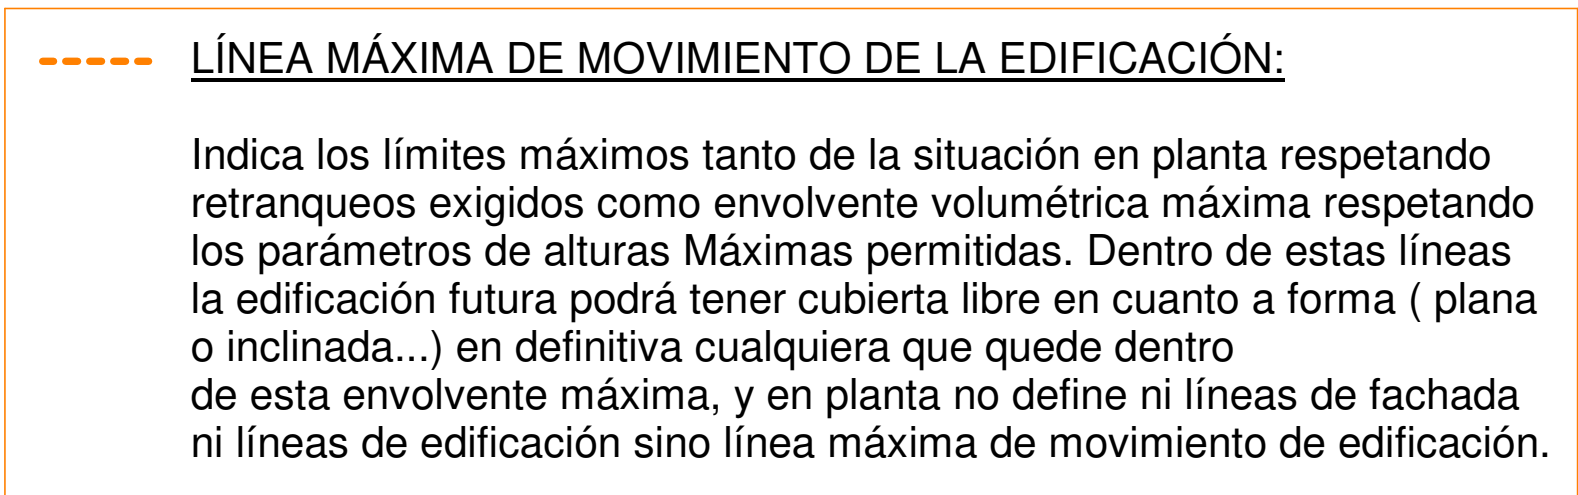 LÍNEA MÁXIMA DE MOVIMIENTO DE LA EDIFICACIÓN:
Indica los límites máximos tanto de la situación en planta respetando
retranqueos exigidos como envolvente volumétrica máxima respetando
los parámetros de alturas Máximas permitidas. Dentro de estas líneas
la edificación futura podrá tener cubierta libre en cuanto a forma ( plana
o inclinada...) en definitiva cualquiera que quede dentro
de esta envolvente máxima, y en planta no define ni líneas de fachada
ni líneas de edificación sino línea máxima de movimiento de edificación.